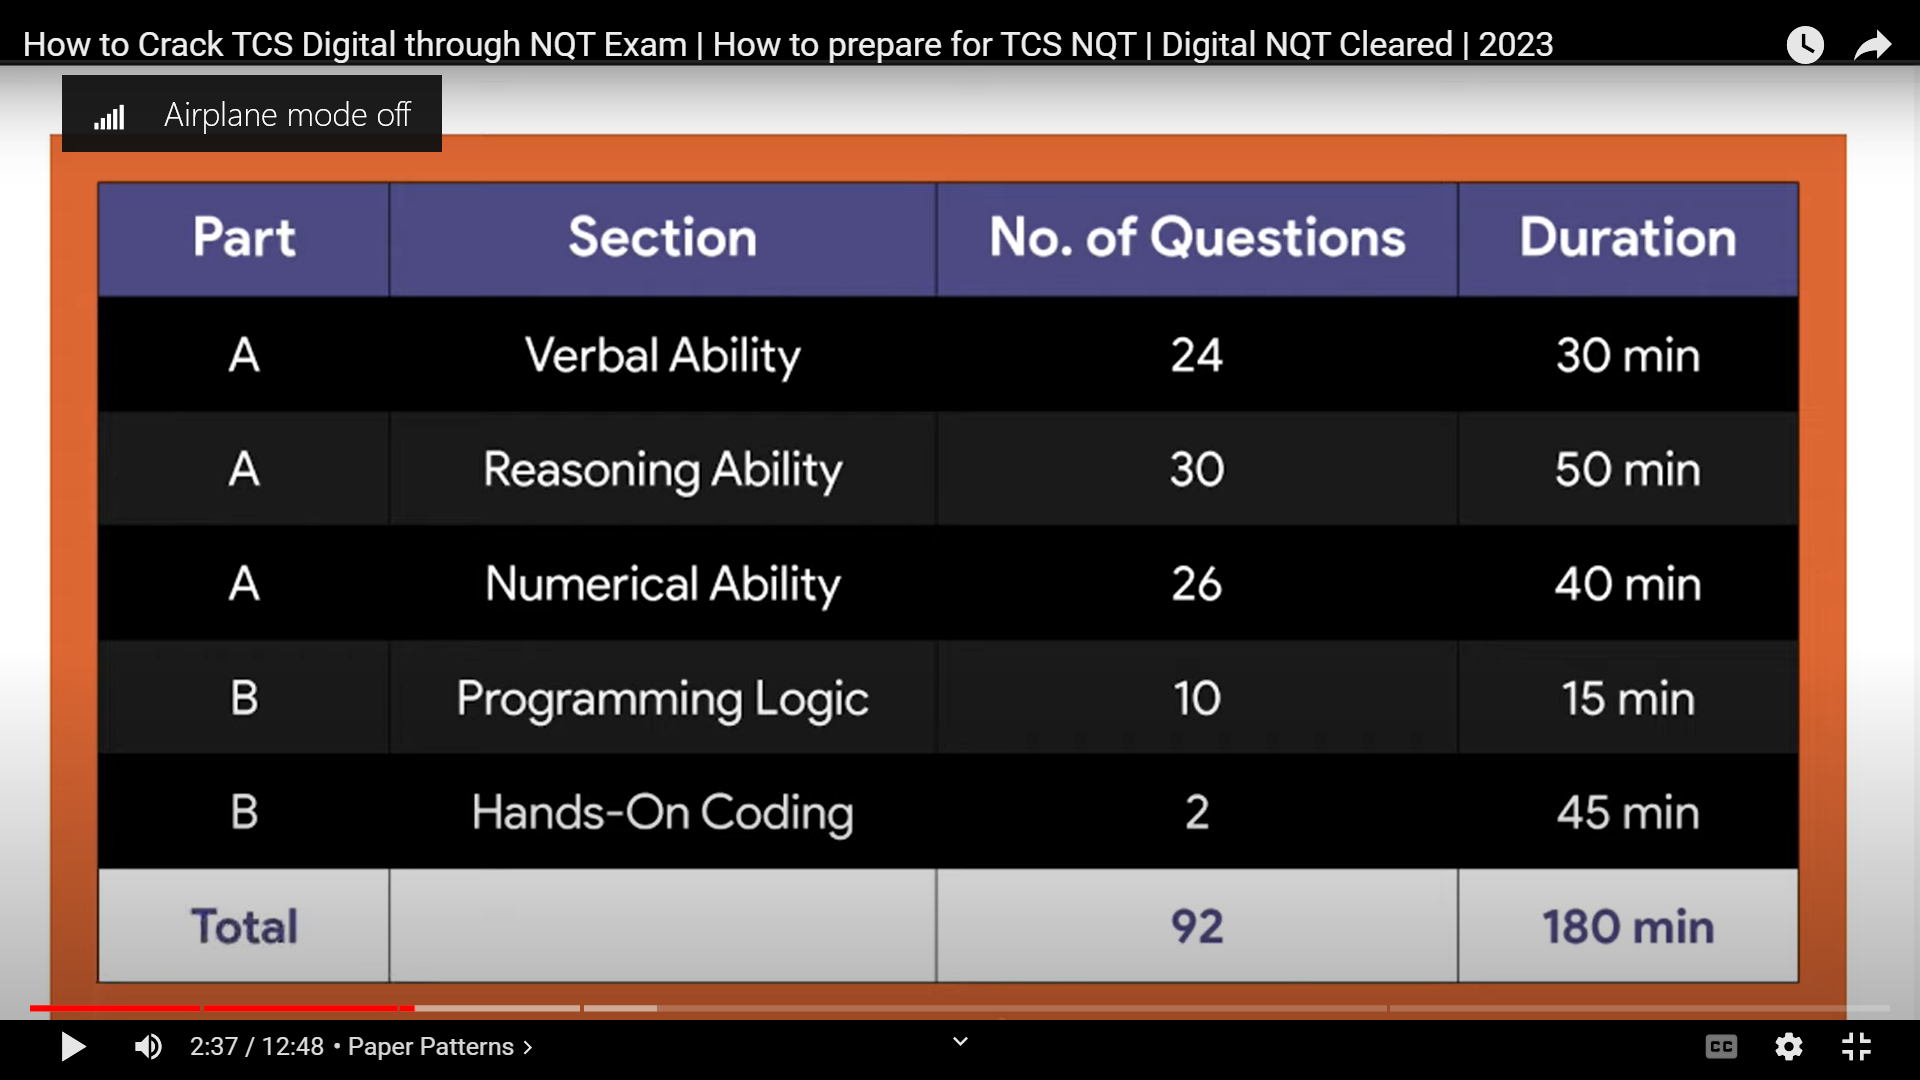 How to Crack TCS Digital through NQT Exam | How to prepare for TCS NQT | Digital NQT Cleared | 2023
Airplane mode off
Part Section No. of Questions Duration
A Verbal Ability 24 30 min
A Reasoning Ability 30 50 min
A Numerical Ability 26 40 min
B Programming Logic 10 15 min
B Hands-On Coding 2 45 min
Total 92 180 min
2:37 / 12:48 • Paper Patterns >
CC